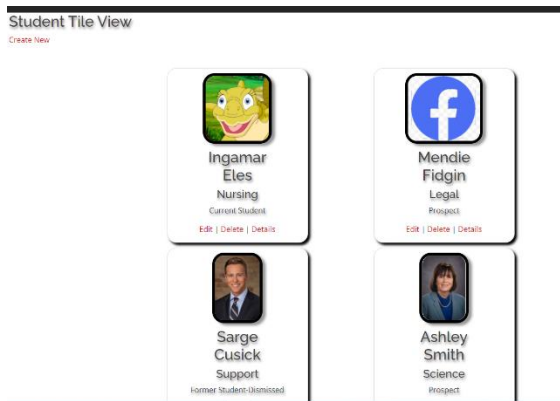 Student Tile View
Create New
Ingamar
Eles
Nursing
Current Student
Edit | Delete | Details
Mendie
Fidgin
Legal
Prospect
Edit | Delete | Details
Sarge
Cusick
Support
Former Student-Dismissed
Ashley
Smith
Science
Prospect